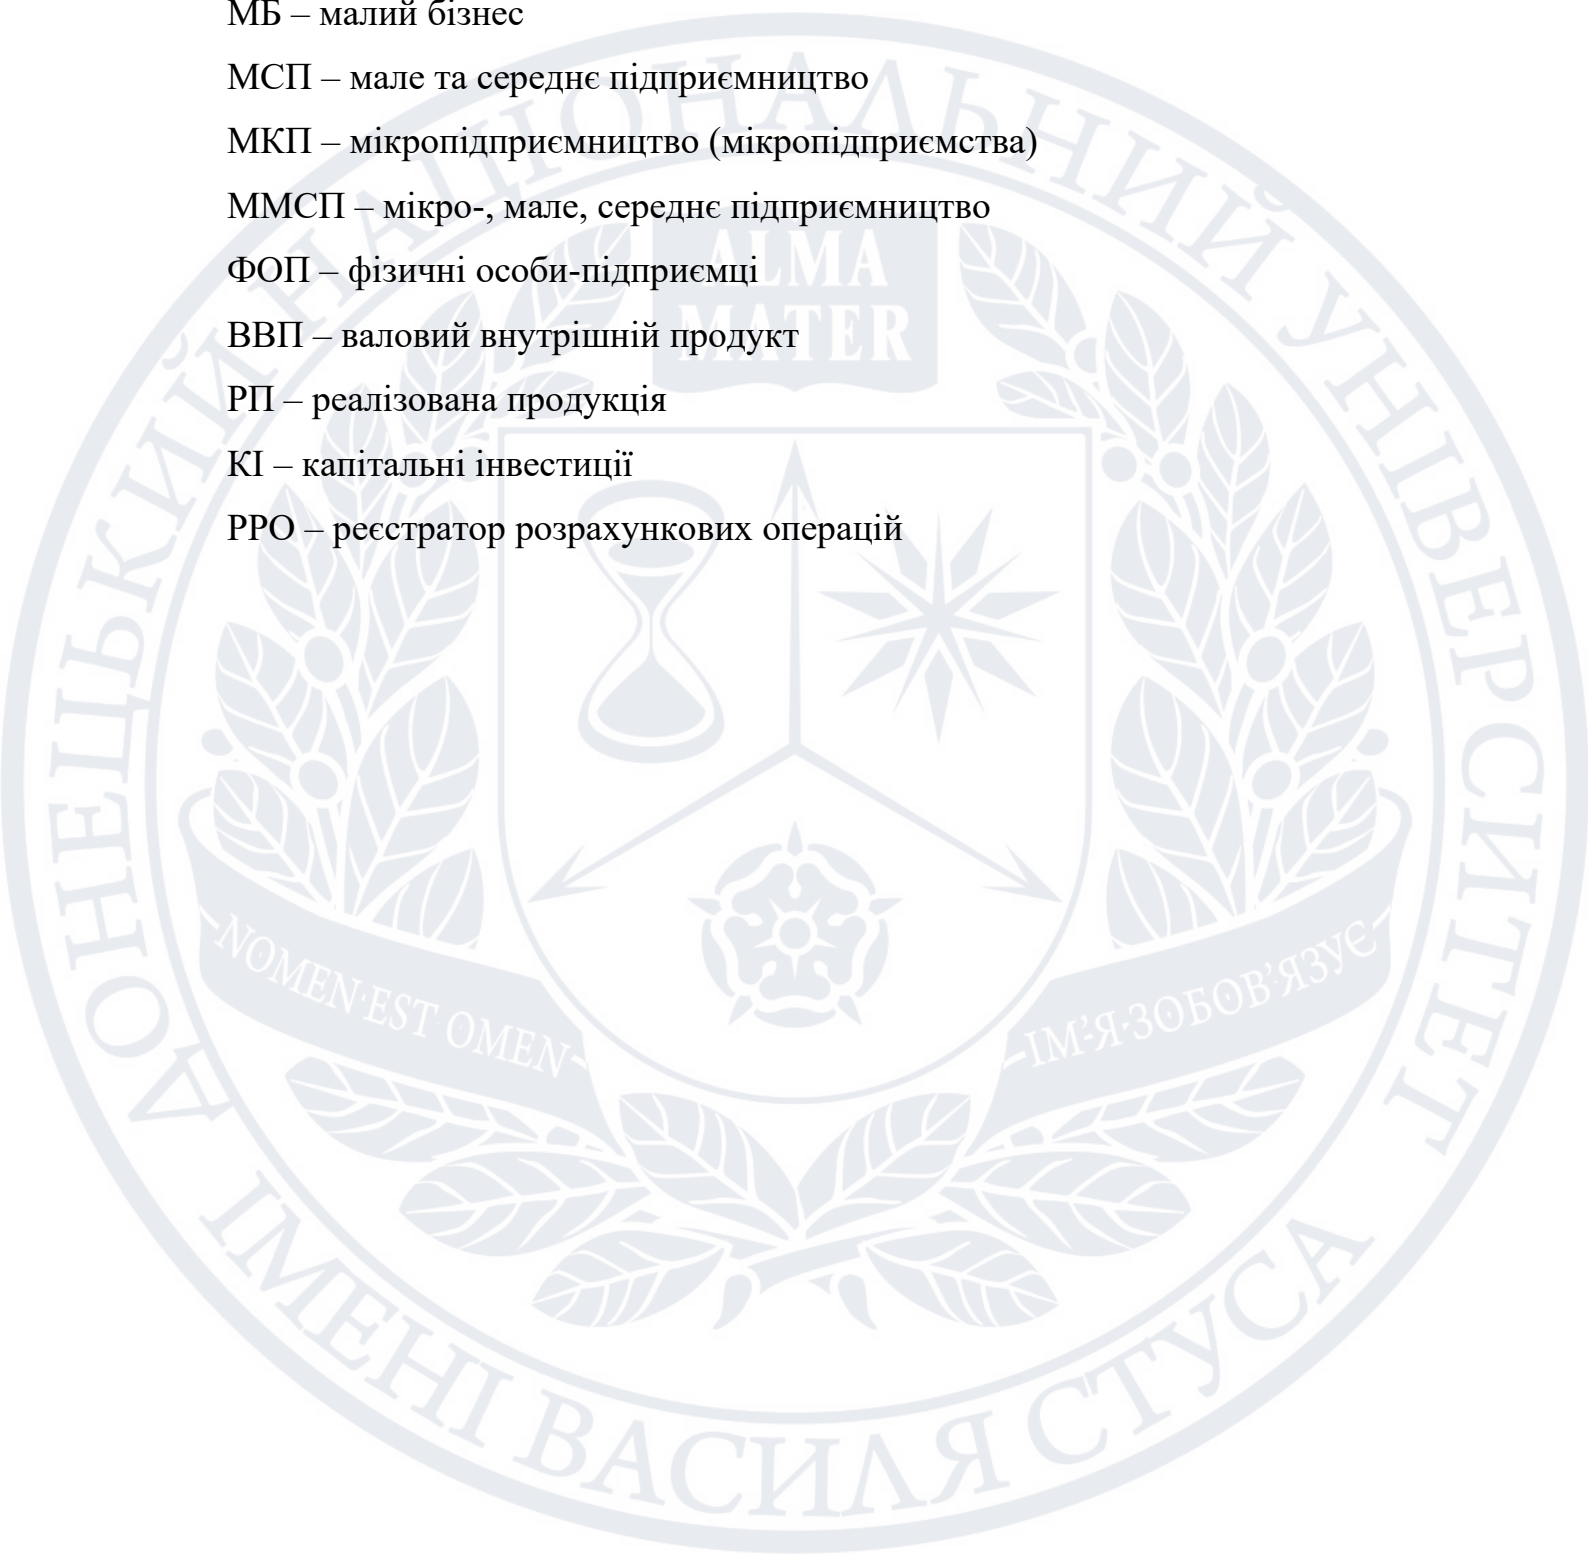 МБ – малий бізнес
МСП – мале та середнє підприємництво
МКП – мікропідприємництво (мікропідприємства)
ММСП – мікро-, мале, середнє підприємництво
ФОП – фізичні особи-підприємці
ВВП – валовий внутрішній продукт
РП – реалізована продукція
КІ – капітальні інвестиції
РРО – реєстратор розрахункових операцій
ДОНЕЦЬКИЙ НАЦІОНАЛЬНИЙ УНІВЕРСИТЕТ
ALMA
MATER
NOMEN·EST OMEN
ІМ'Я·ЗОБОВ'ЯЗУЄ
ІМЕНІ ВАСИЛЯ СТУСА